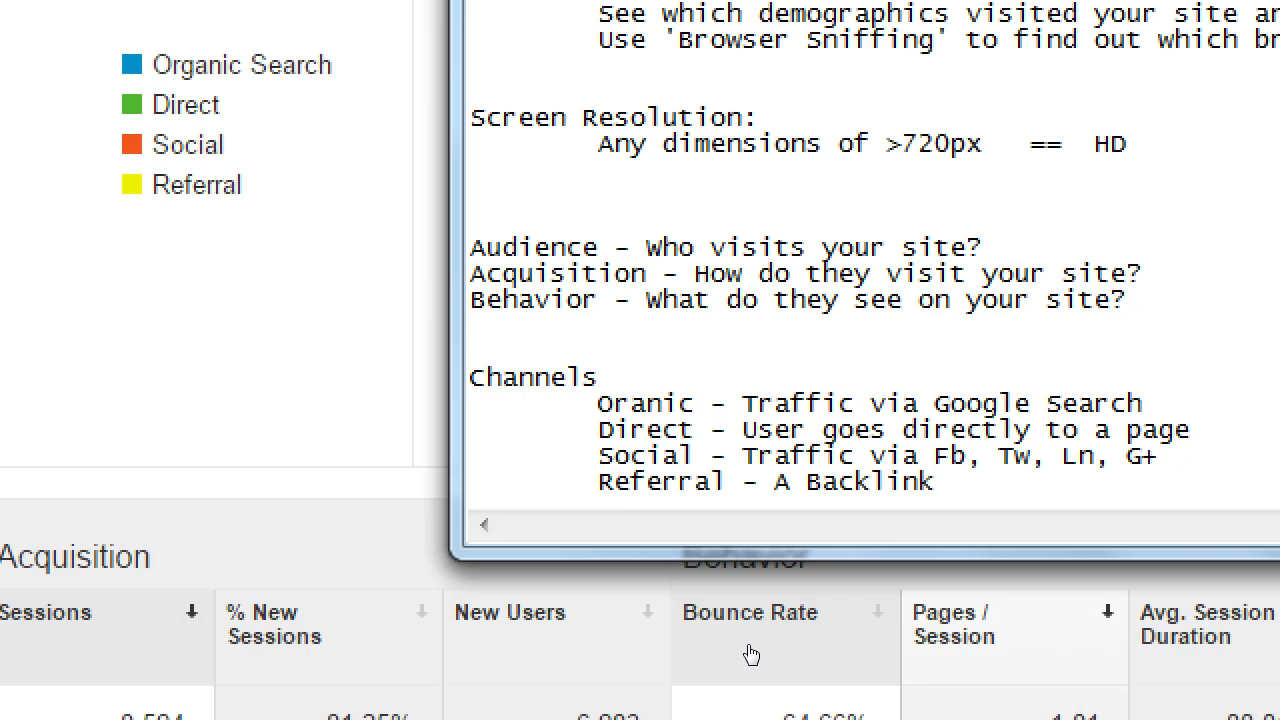 See which demographics visited your site
Use 'Browser Sniffing' to find out which
Organic Search
Direct
Social
Referral
Screen Resolution:
Any dimensions of >720px == HD
Audience - Who visits your site?
Acquisition - How do they visit your site?
Behavior - What do they see on your site?
Channels
Oranic - Traffic via Google Search
Direct - User goes directly to a page
Social - Traffic via Fb, Tw, Ln, G+
Referral - A Backlink
Acquisition
Behavior
Sessions
% New
Sessions
New Users
Bounce Rate
Pages /
Session
Avg. Session
Duration